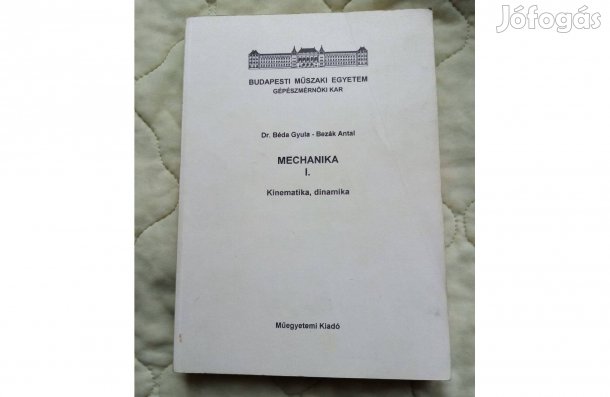 Jófogás
BUDAPESTI MŰSZAKI EGYETEM
GÉPÉSZMÉRNÖKI KAR
Dr. Béda Gyula - Bezák Antal
MECHANIKA
I.
Kinematika, dinamika
Műegyetemi Kiadó